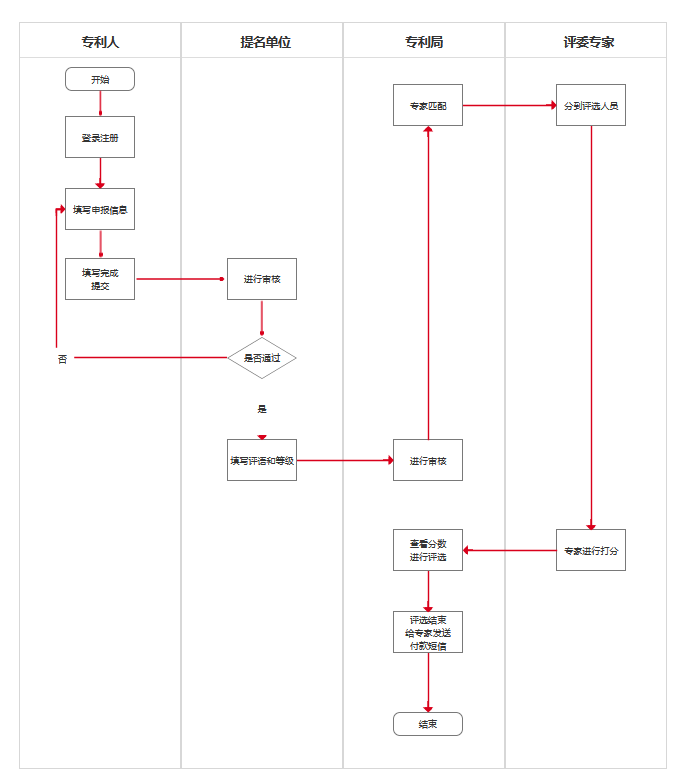 专利人
提名单位
专利局
评委专家
开始
登录注册
填写申报信息
填写完成
提交
进行审核
是否通过
否
是
填写评语和等级
进行审核
专家匹配
分到评选人员
专家进行打分
查看分数
进行评选
评选结束
给专家发送
付款短信
结束